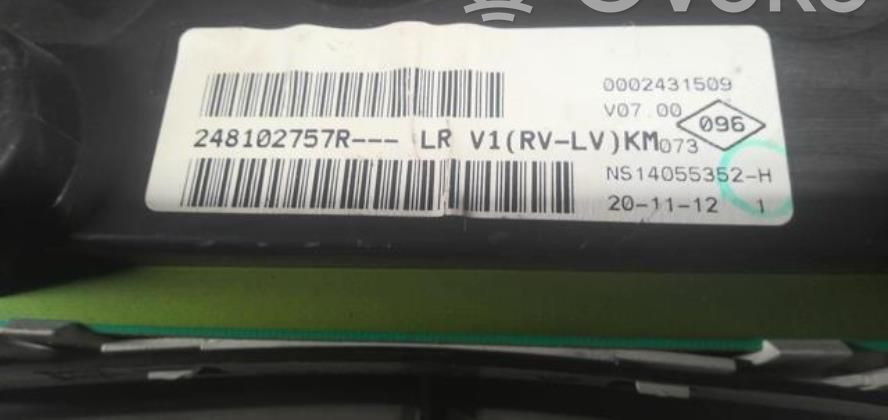 0002431509
V07.00
096
248102757R--- LR V1(RV-LV)KM
073
NS14055352-H
20-11-12 1